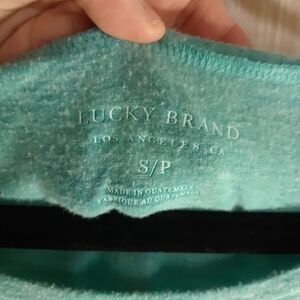 LUCKY BRAND
LOS ANGELES CA
S/P
MADE IN GUATEMALA
FABRIQUE AU GUATEMALA